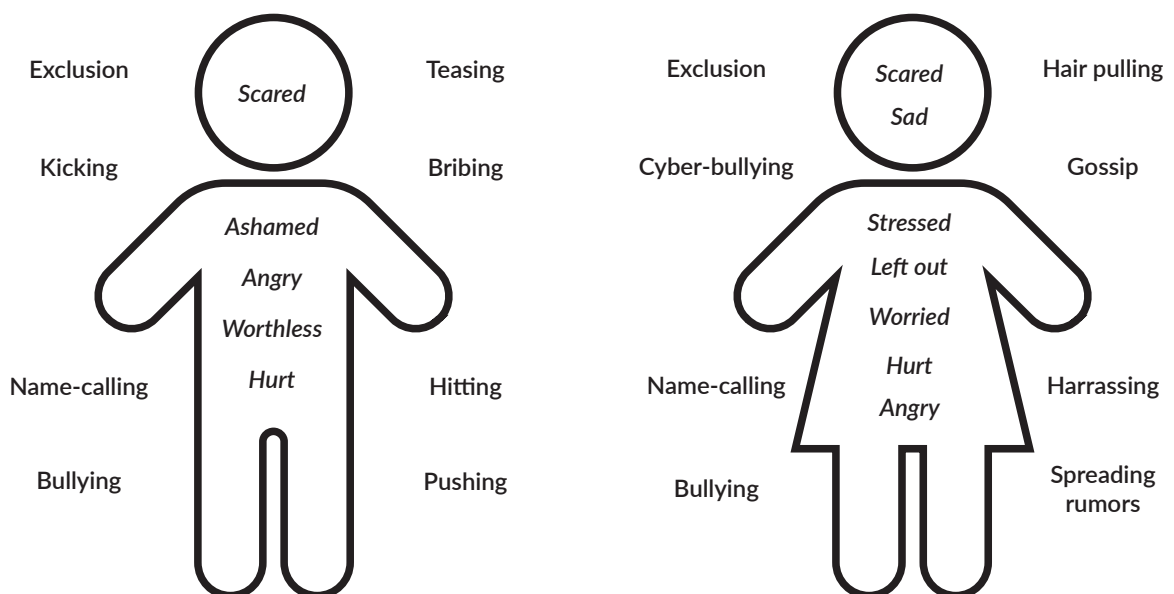 Exclusion
Teasing
Scared
Kicking
Bribing
Ashamed
Angry
Worthless
Hurt
Name-calling
Hitting
Bullying
Pushing
Exclusion
Hair pulling
Scared
Sad
Cyber-bullying
Gossip
Stressed
Left out
Worried
Hurt
Angry
Name-calling
Harrassing
Bullying
Spreading
rumors